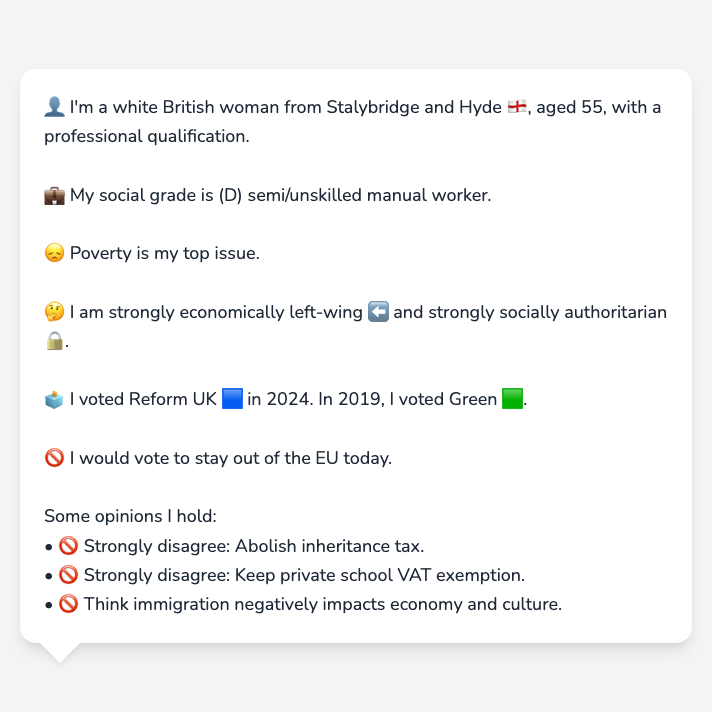 👤 I'm a white British woman from Stalybridge and Hyde 🏴󠁧󠁢󠁥󠁮󠁧󠁿, aged 55, with a
professional qualification.
💼 My social grade is (D) semi/unskilled manual worker.
😞 Poverty is my top issue.
🤔 I am strongly economically left-wing ⬅️ and strongly socially authoritarian
🔒.
🗳️ I voted Reform UK 🟦 in 2024. In 2019, I voted Green 🟩.
🚫 I would vote to stay out of the EU today.
Some opinions I hold:
• 🚫 Strongly disagree: Abolish inheritance tax.
• 🚫 Strongly disagree: Keep private school VAT exemption.
• 🚫 Think immigration negatively impacts economy and culture.